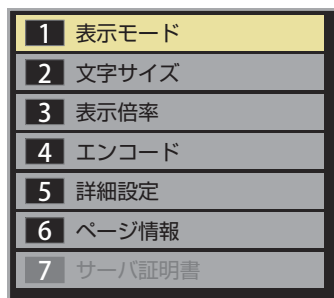 1 表示モード
2 文字サイズ
3 表示倍率
4 エンコード
5 詳細設定
6 ページ情報
7 サーバ証明書